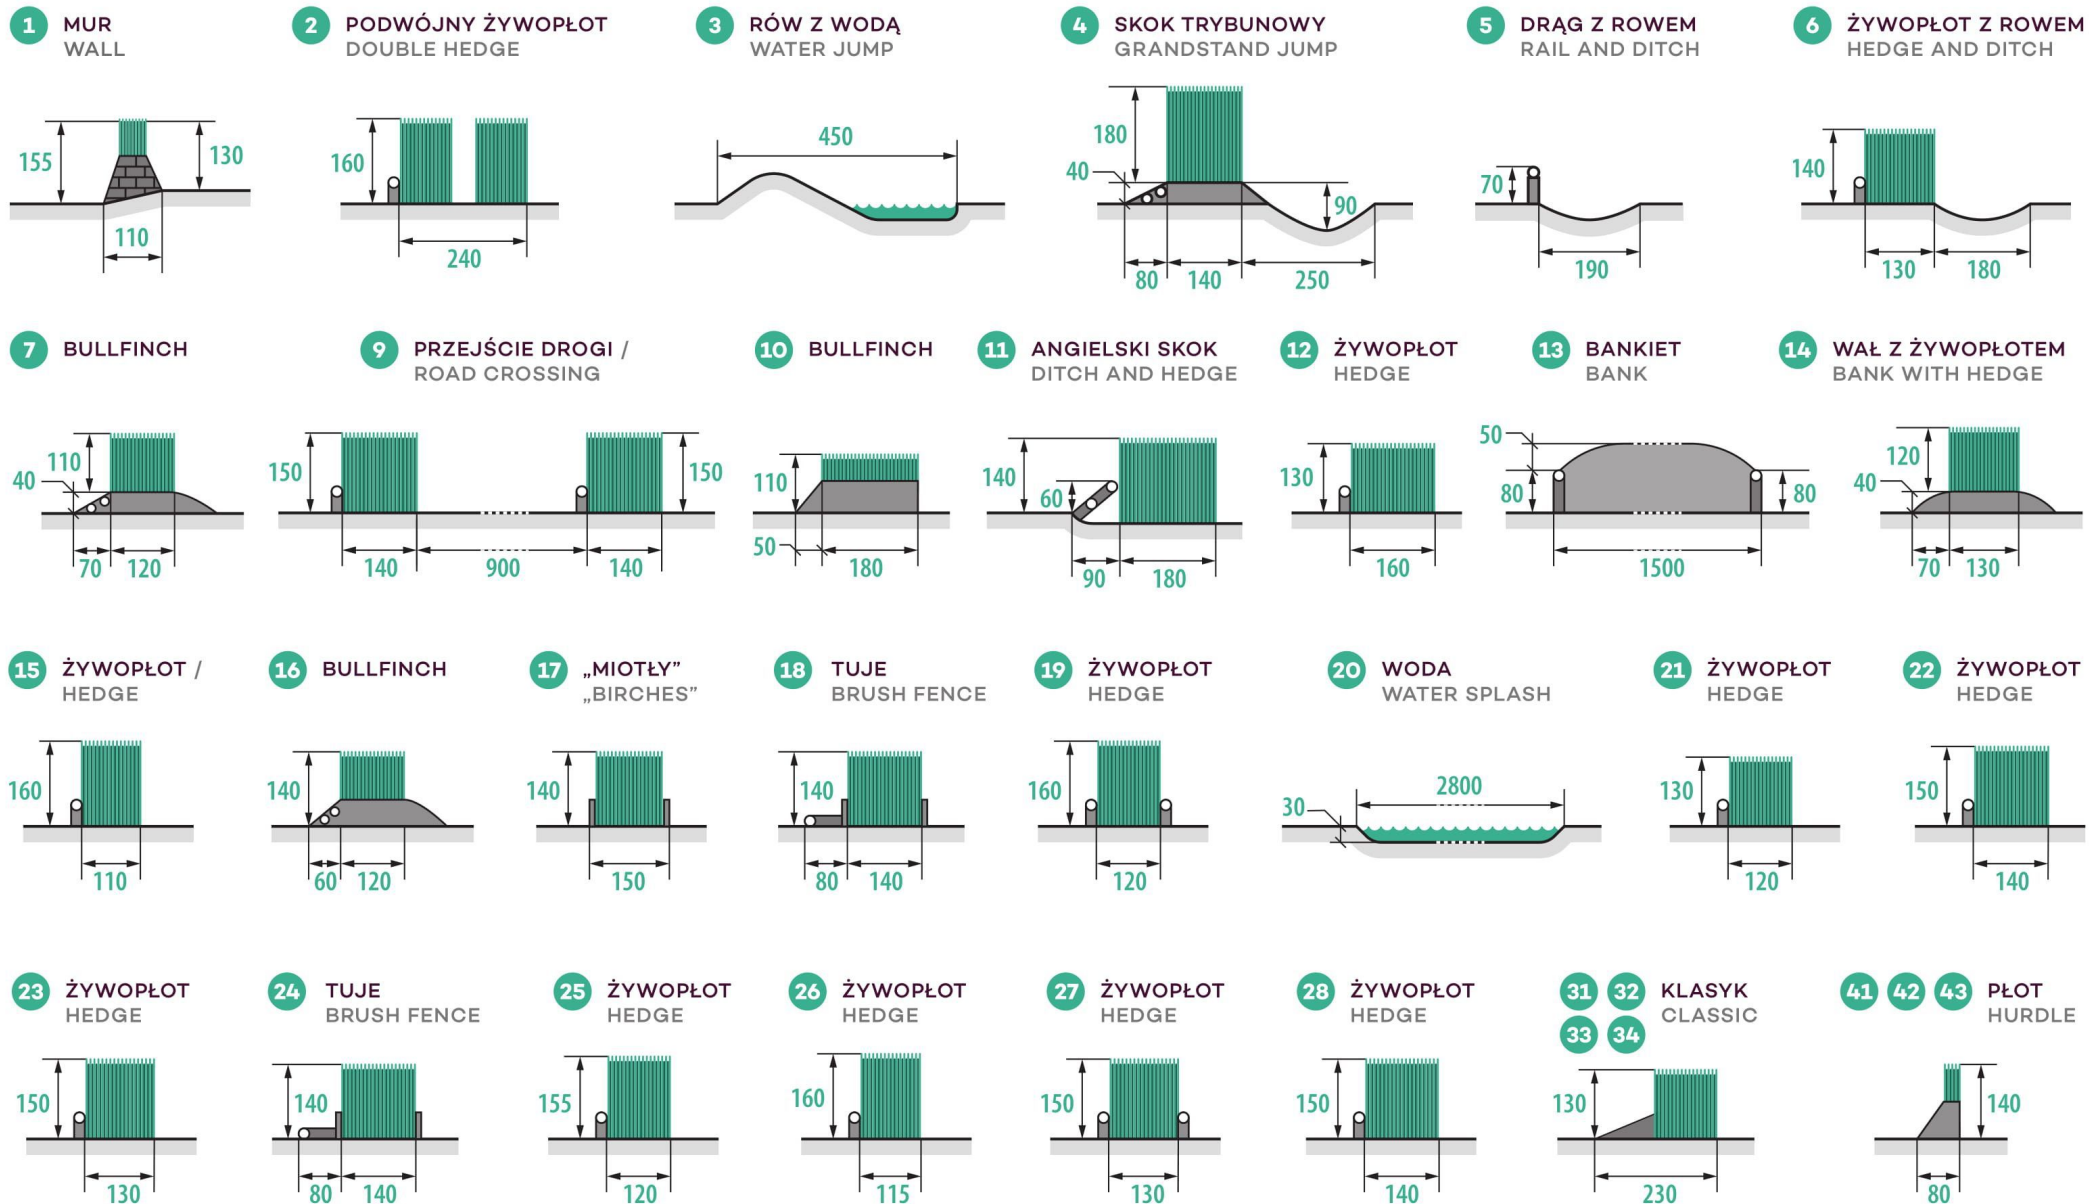 1 MUR
WALL
155
130
110
2 PODWÓJNY ŻYWOPŁOT
DOUBLE HEDGE
160
240
3 RÓW Z WODĄ
WATER JUMP
450
4 SKOK TRYBUNOWY
GRANDSTAND JUMP
180
40
90
80 140 250
5 DRĄG Z ROWEM
RAIL AND DITCH
70
190
6 ŻYWOPŁOT Z ROWEM
HEDGE AND DITCH
140
130 180
7 BULLFINCH
110
40
70 120
9 PRZEJŚCIE DROGI /
ROAD CROSSING
150 150
140 900 140
10 BULLFINCH
110
50 180
11 ANGIELSKI SKOK
DITCH AND HEDGE
140
60
90 180
12 ŻYWOPŁOT
HEDGE
130
160
13 BANKIET
BANK
50
80 80
1500
14 WAŁ Z ŻYWOPŁOTEM
BANK WITH HEDGE
120
40
70 130
15 ŻYWOPŁOT /
HEDGE
160
110
16 BULLFINCH
140
60 120
17 „MIOTŁY”
„BIRCHES”
140
150
18 TUJE
BRUSH FENCE
140
80 140
19 ŻYWOPŁOT
HEDGE
160
120
20 WODA
WATER SPLASH
2800
30
21 ŻYWOPŁOT
HEDGE
130
120
22 ŻYWOPŁOT
HEDGE
150
140
23 ŻYWOPŁOT
HEDGE
150
130
24 TUJE
BRUSH FENCE
140
80 140
25 ŻYWOPŁOT
HEDGE
155
120
26 ŻYWOPŁOT
HEDGE
160
115
27 ŻYWOPŁOT
HEDGE
150
130
28 ŻYWOPŁOT
HEDGE
150
140
31 32 KLASYK
CLASSIC
33 34
130
230
41 42 43 PŁOT
HURDLE
140
80